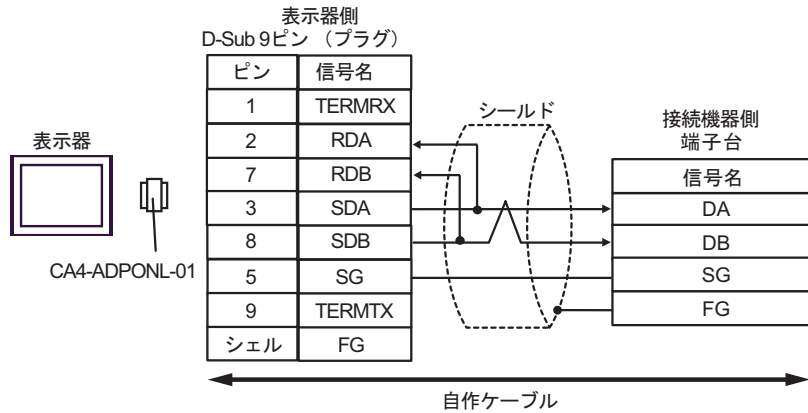 表示器側
D-Sub 9ピン （プラグ）
ピン 信号名
1 TERMRX
2 RDA
7 RDB
3 SDA
8 SDB
5 SG
9 TERMTX
シェル FG
表示器
CA4-ADPONL-01
シールド
接続機器側
端子台
信号名
DA
DB
SG
FG
自作ケーブル